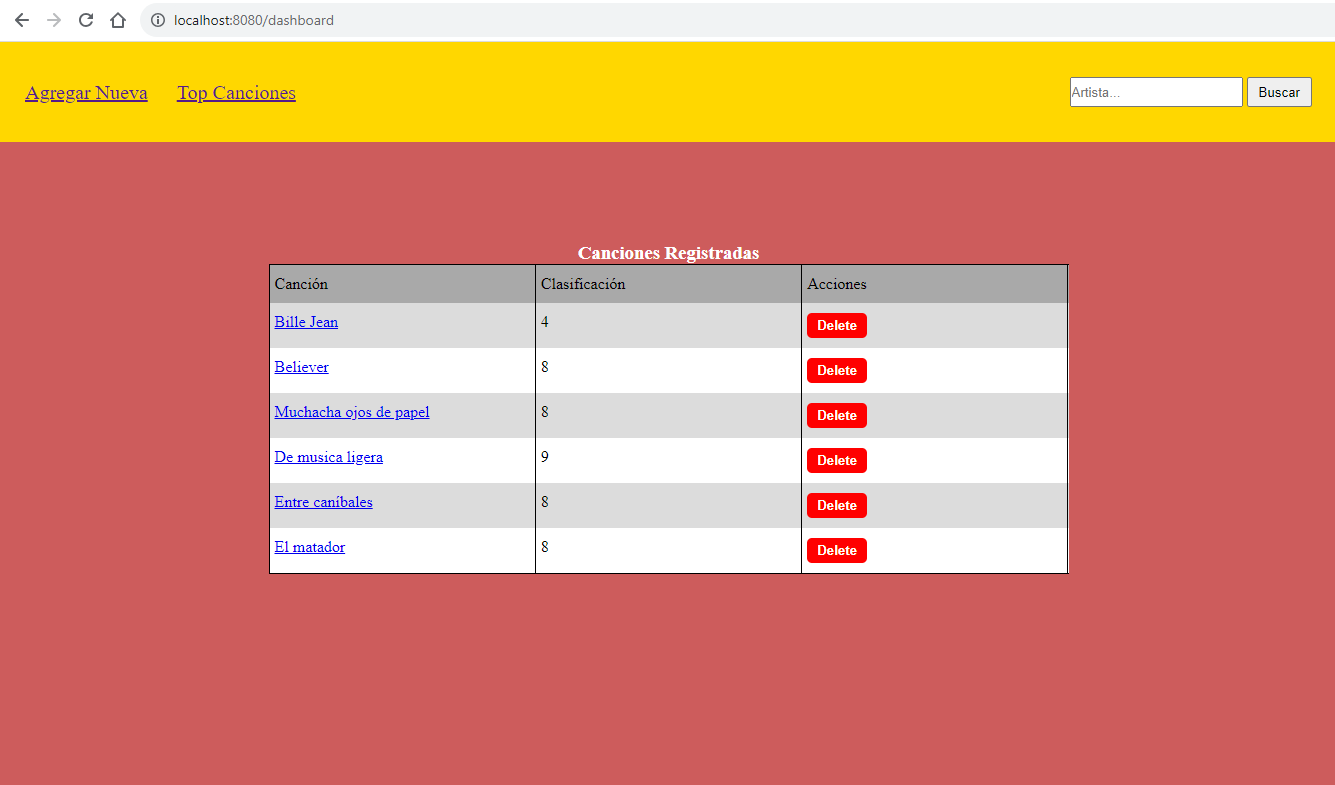 localhost:8080/dashboard
Agregar Nueva Top Canciones Artista... Buscar
Canciones Registradas
Canción Clasificación Acciones
Bille Jean 4 Delete
Believer 8 Delete
Muchacha ojos de papel 8 Delete
De musica ligera 9 Delete
Entre caníbales 8 Delete
El matador 8 Delete